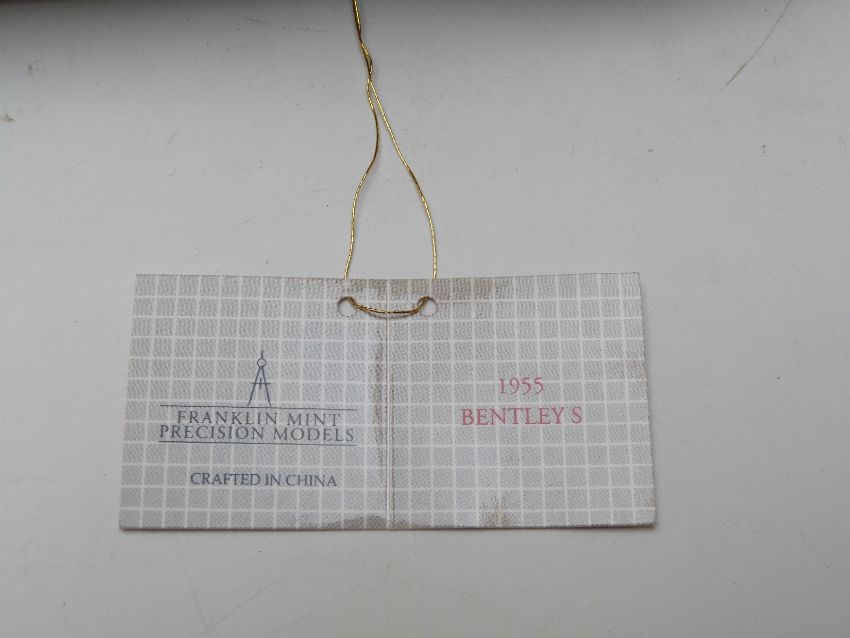 FRANKLIN MINT
PRECISION MODELS
CRAFTED IN CHINA
1955
BENTLEY S